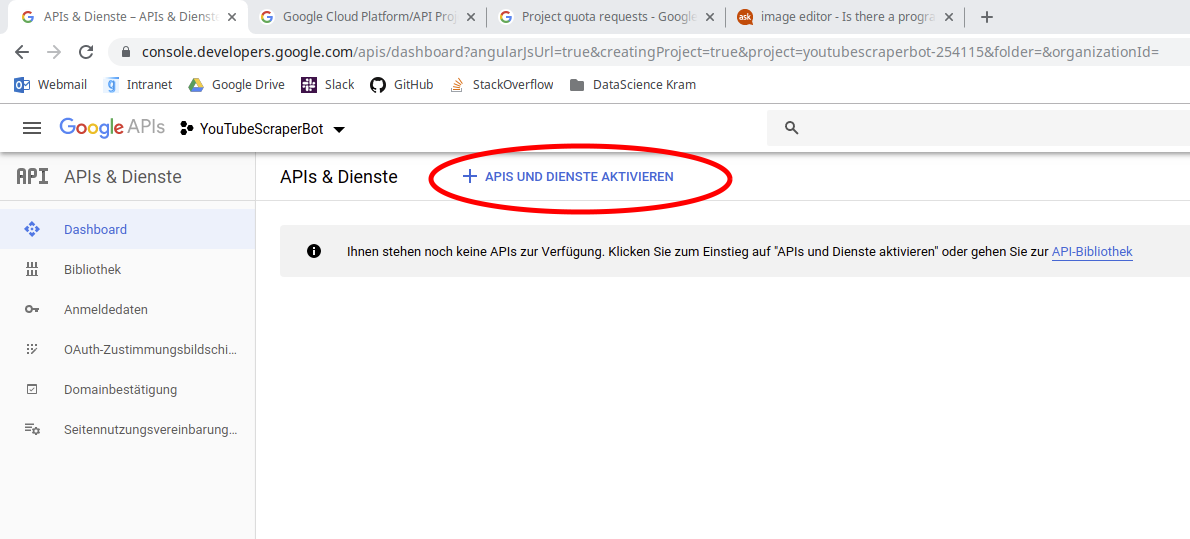 APIs & Dienste – APIs & Dienste
Google Cloud Platform/API Proj
Project quota requests - Google
image editor - Is there a progra
console.developers.google.com/apis/dashboard?angularJsUrl=true&creatingProject=true&project=youtubescraperbot-254115&folder=&organizationId=
Webmail
Intranet
Google Drive
Slack
GitHub
StackOverflow
DataScience Kram
Google APIs
YouTubeScraperBot
API
APIs & Dienste
APIs & Dienste
APIS UND DIENSTE AKTIVIEREN
Dashboard
Bibliothek
Anmeldedaten
OAuth-Zustimmungsbildschi…
Domainbestätigung
Seitennutzungsvereinbarung…
Ihnen stehen noch keine APIs zur Verfügung. Klicken Sie zum Einstieg auf "APIs und Dienste aktivieren" oder gehen Sie zur API-Bibliothek